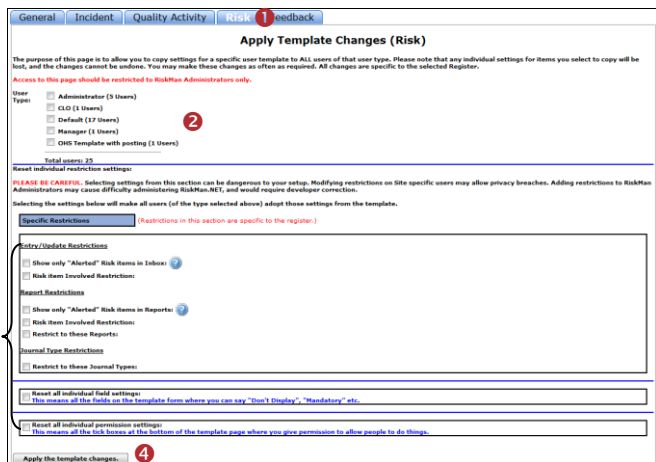 General Incident Quality Activity Risk 1 Feedback
Apply Template Changes (Risk)
The purpose of this page is to allow you to copy settings for a specific user template to ALL users of that user type. Please note that any individual settings for items you select to copy will be
lost, and the changes cannot be undone. You may make these changes as often as required. All changes are specific to the selected Register.
Access to this page should be restricted to RiskMan Administrators only.
User
Type:
Administrator (5 Users)
CLO (1 Users)
Default (17 Users)
2
Manager (1 Users)
OHS Template with posting (1 Users)
Total users: 25
Reset individual restriction settings:
PLEASE BE CAREFUL. Selecting settings from this section can be dangerous to your setup. Modifying restrictions on Site specific users may allow privacy breaches. Adding restrictions to RiskMan
Administrators may cause difficulty administering RiskMan.NET, and would require developer correction.
Selecting the settings below will make all users (of the type selected above) adopt those settings from the template.
Specific Restrictions (Restrictions in this section are specific to the register.)
Entry/Update Restrictions
Show only "Alerted" Risk items in Inbox: ?
Risk item Involved Restriction:
Report Restrictions
Show only "Alerted" Risk items in Reports: ?
Risk item Involved Restriction:
Restrict to these Reports:
Journal Type Restrictions
Restrict to these Journal Types:
Reset all individual field settings:
This means all the fields on the template form where you can say "Don't Display", "Mandatory" etc.
Reset all individual permission settings:
This means all the tick boxes at the bottom of the template page where you give permission to allow people to do things.
Apply the template changes. 4